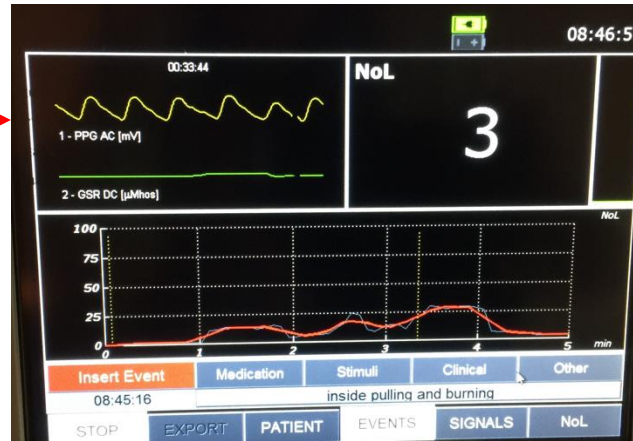 08:46:5
00:33:44
NoL
3
1 - PPG AC [mV]
2 - GSR DC [µMhos]
NoL
100
75
50
25
0
0 1 2 3 4 5 min
Insert Event Medication Stimuli Clinical Other
08:45:16 inside pulling and burning
STOP EXPORT PATIENT EVENTS SIGNALS NoL